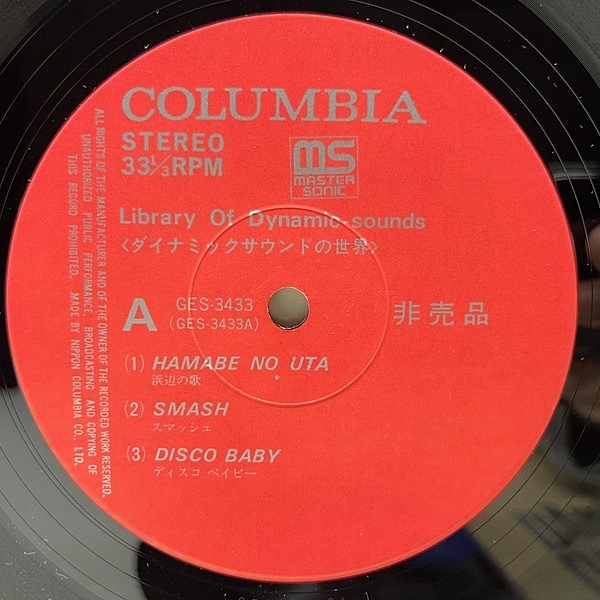 COLUMBIA
STEREO
33⅓RPM
ms
MASTER
SONIC
Library Of Dynamic-sounds
〈ダイナミックサウンドの世界〉
A
GES-3433
(GES-3433A)
非売品
(1) HAMABE NO UTA
浜辺の歌
(2) SMASH
スマッシュ
(3) DISCO BABY
ディスコ ベイビー
ALL RIGHTS OF THE MANUFACTURER AND OF THE OWNER OF THE RECORDED WORK RESERVED.
UNAUTHORIZED PUBLIC PERFORMANCE, BROADCASTING AND COPYING OF
THIS RECORD PROHIBITED. MADE BY NIPPON COLUMBIA CO., LTD.